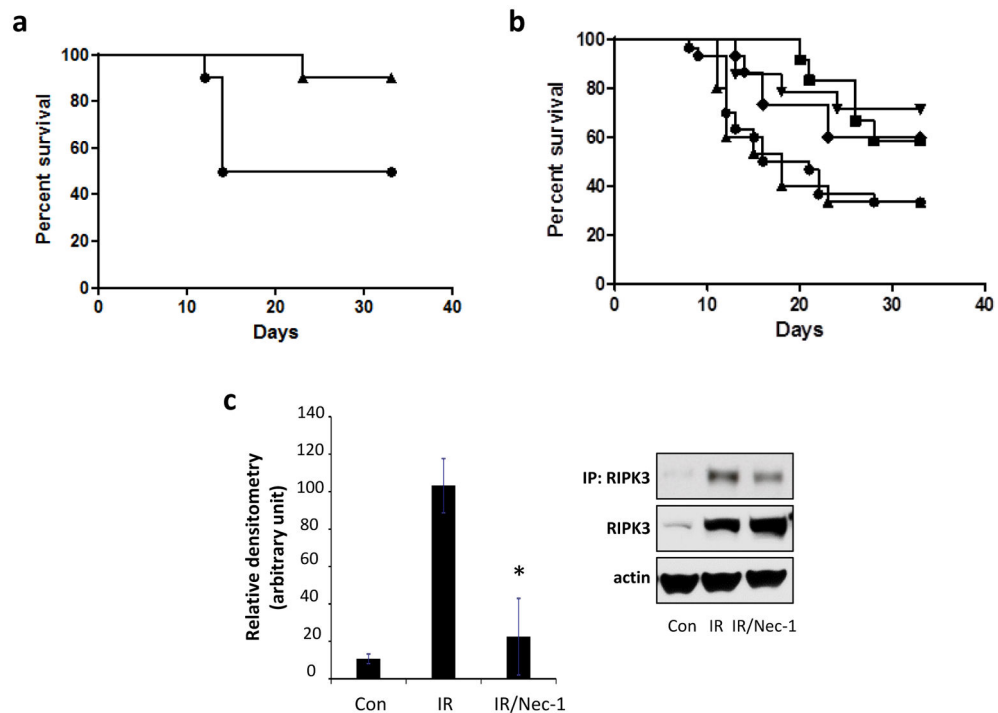 a
100
80
60
40
20
0
Percent survival
0 10 20 30 40
Days
b
100
80
60
40
20
0
Percent survival
0 10 20 30 40
Days
c
140
120
100
80
60
40
20
0
Relative densitometry
(arbitrary unit)
*
Con IR IR/Nec-1
IP: RIPK3
RIPK3
actin
Con IR IR/Nec-1